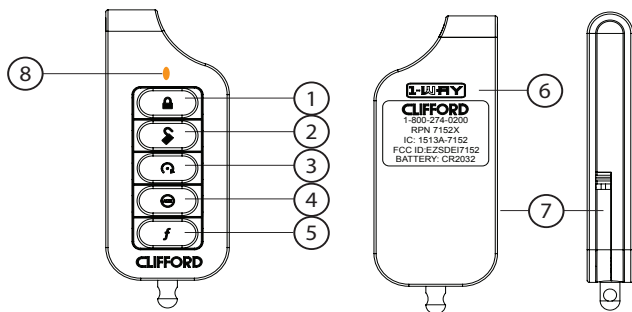 8
1
2
3
4
5
f
CLIFFORD
1-WAY
CLIFFORD
1-800-274-0200
RPN 7152X
IC: 1513A-7152
FCC ID:EZSDEI7152
BATTERY: CR2032
6
7